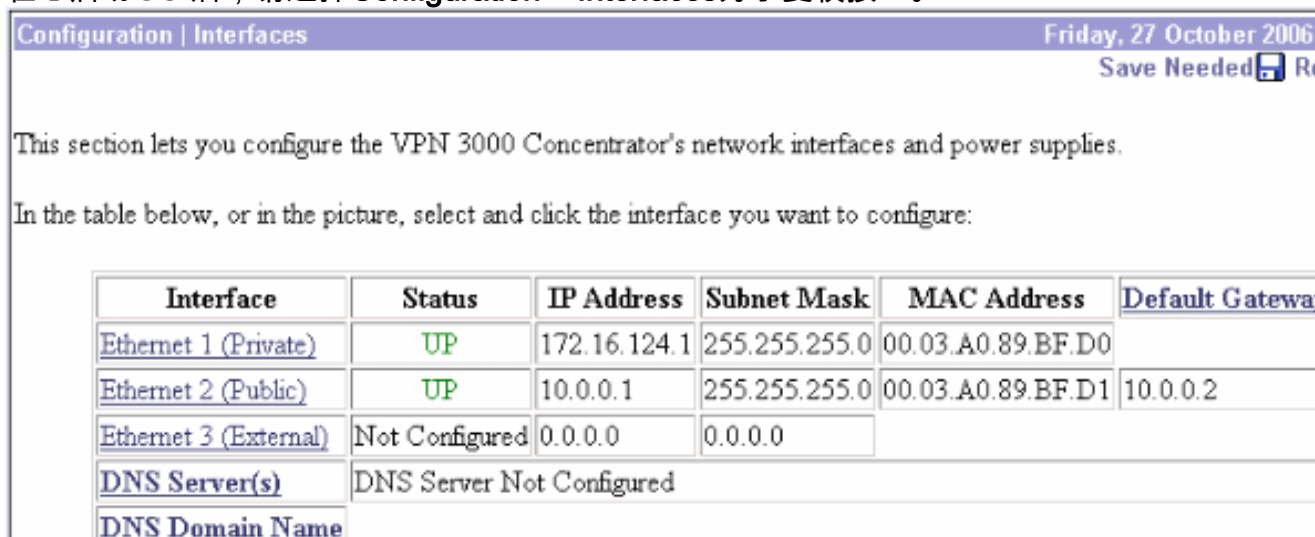 Configuration | Interfaces Friday, 27 October 2006
Save Needed
This section lets you configure the VPN 3000 Concentrator's network interfaces and power supplies.
In the table below, or in the picture, select and click the interface you want to configure:
Interface Status IP Address Subnet Mask MAC Address Default Gateway
Ethernet 1 (Private) UP 172.16.124.1 255.255.255.0 00.03.A0.89.BF.D0
Ethernet 2 (Public) UP 10.0.0.1 255.255.255.0 00.03.A0.89.BF.D1 10.0.0.2
Ethernet 3 (External) Not Configured 0.0.0.0 0.0.0.0
DNS Server(s) DNS Server Not Configured
DNS Domain Name